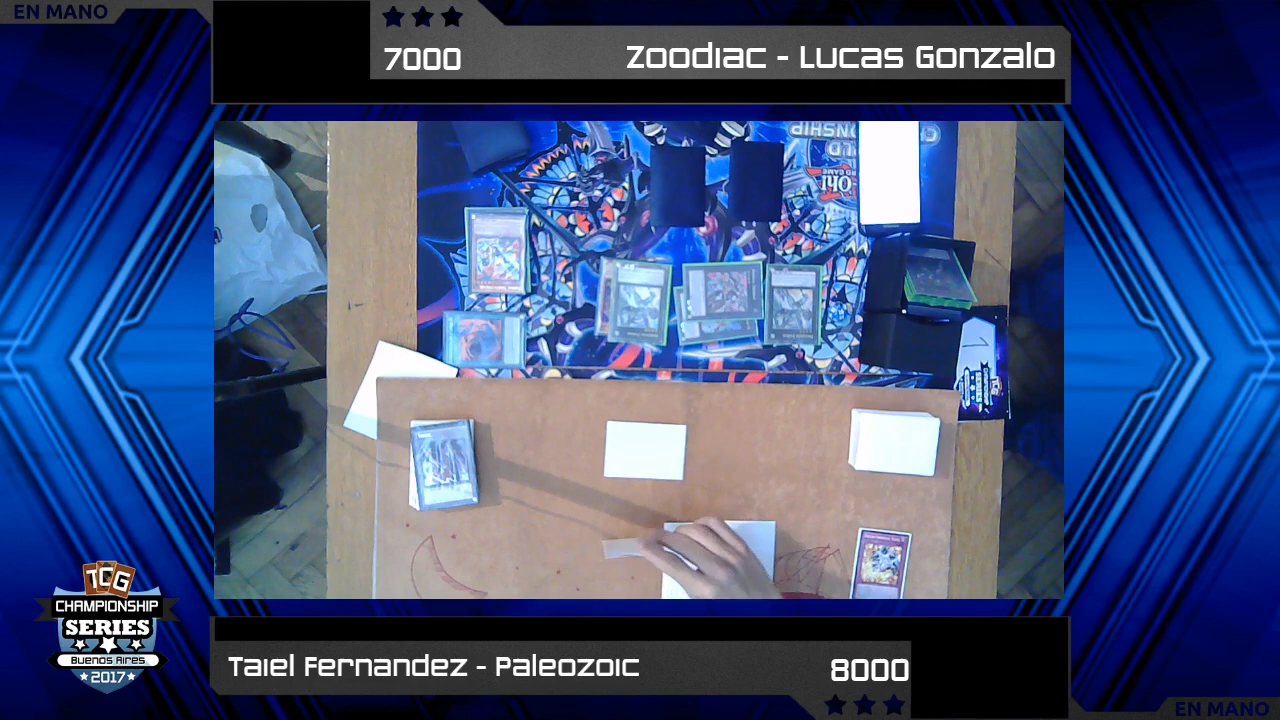 EN MANO
7000
Zoodiac - Lucas Gonzalo
TCG
CHAMPIONSHIP
SERIES
Buenos Aires
2017
Taiel Fernandez - Paleozoic
8000
EN MANO